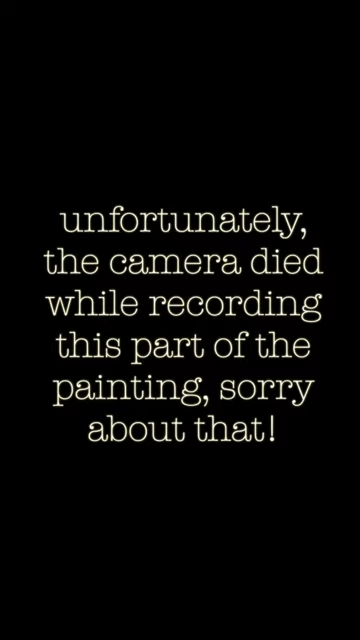 unfortunately,
the camera died
while recording
this part of the
painting, sorry
about that!